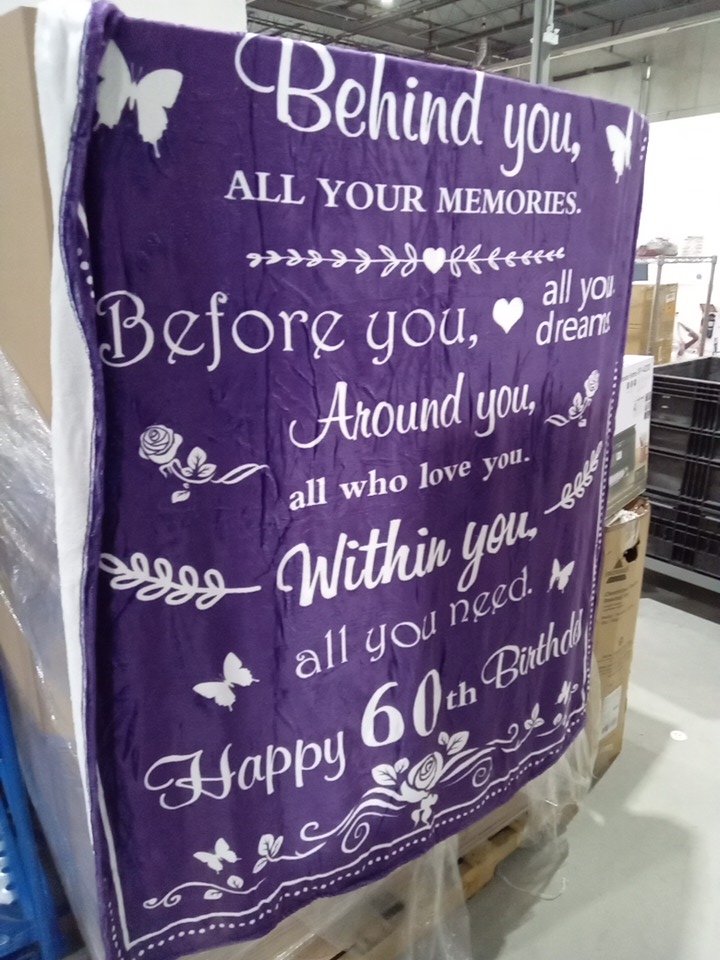 Behind you,
ALL YOUR MEMORIES.
Before you, all you
dreams
Around you,
all who love you.
Within you,
all you need.
Happy 60th Birthda